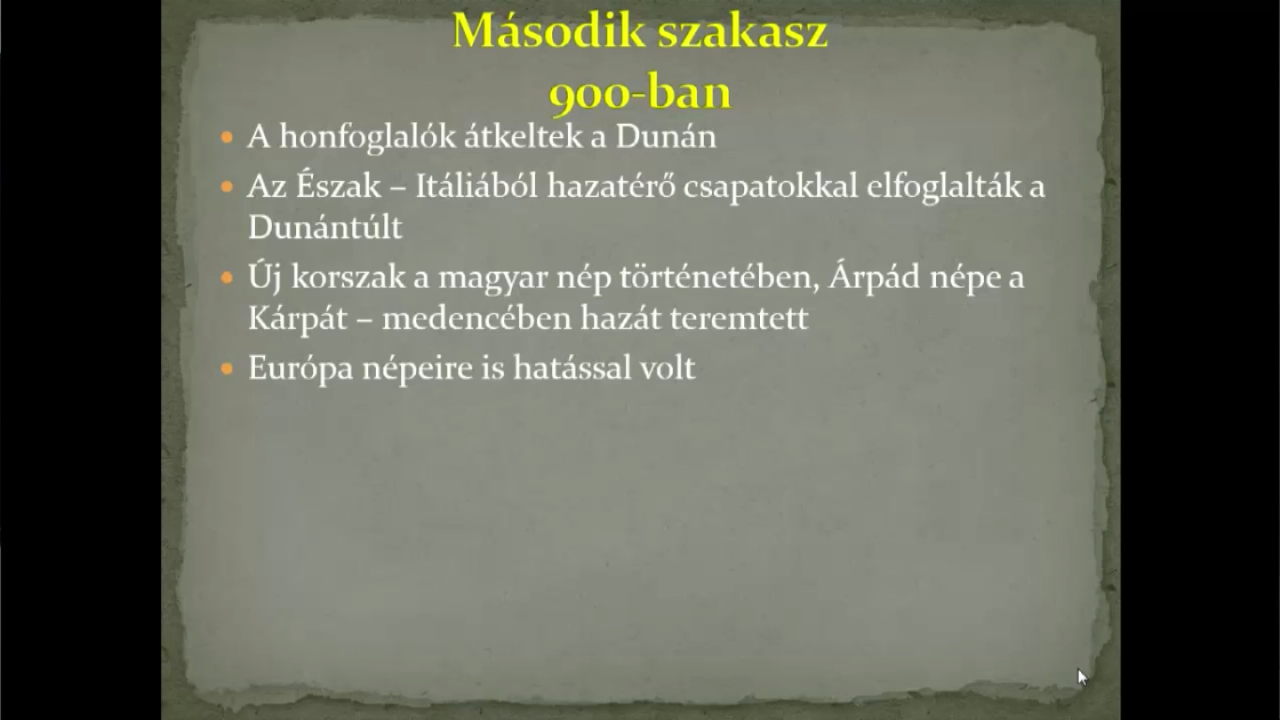 Második szakasz
900-ban
• A honfoglalók átkeltek a Dunán
• Az Észak – Itáliából hazatérő csapatokkal elfoglalták a
Dunántúlt
• Új korszak a magyar nép történetében, Árpád népe a
Kárpát – medencében hazát teremtett
• Európa népeire is hatással volt